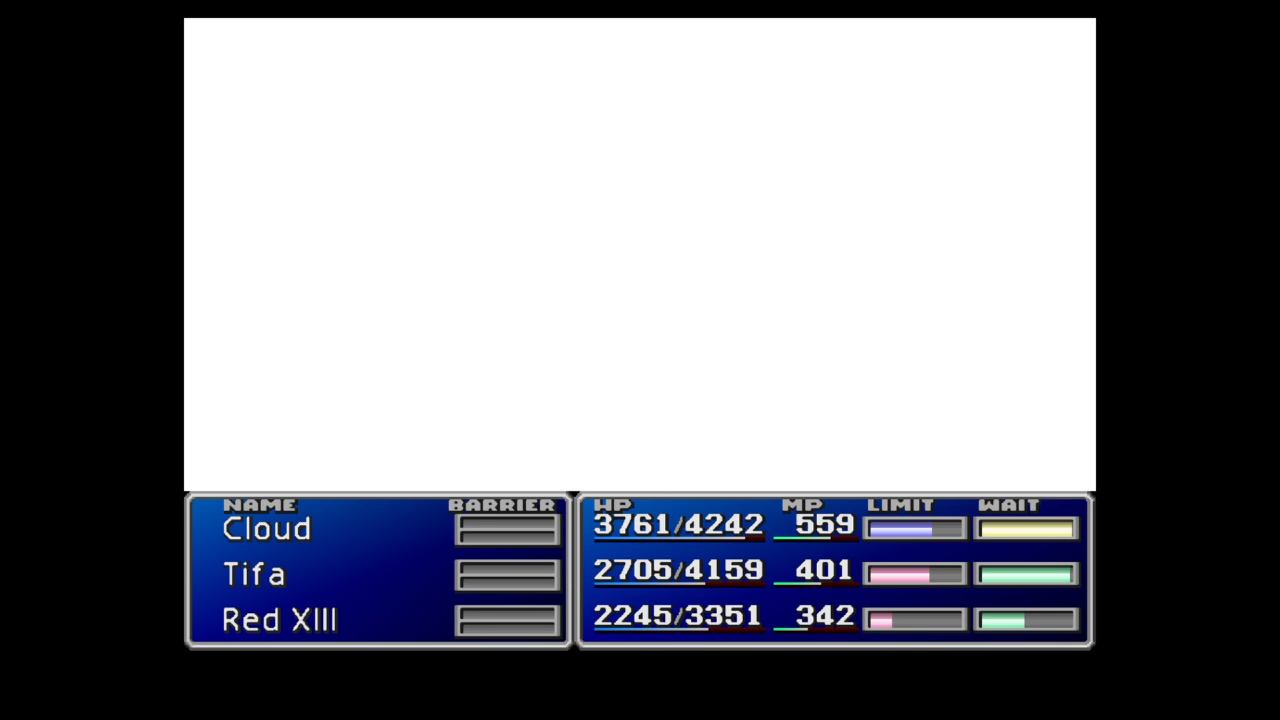 NAME BARRIER HP MP LIMIT WAIT
Cloud 3761/4242 559
Tifa 2705/4159 401
Red XIII 2245/3351 342